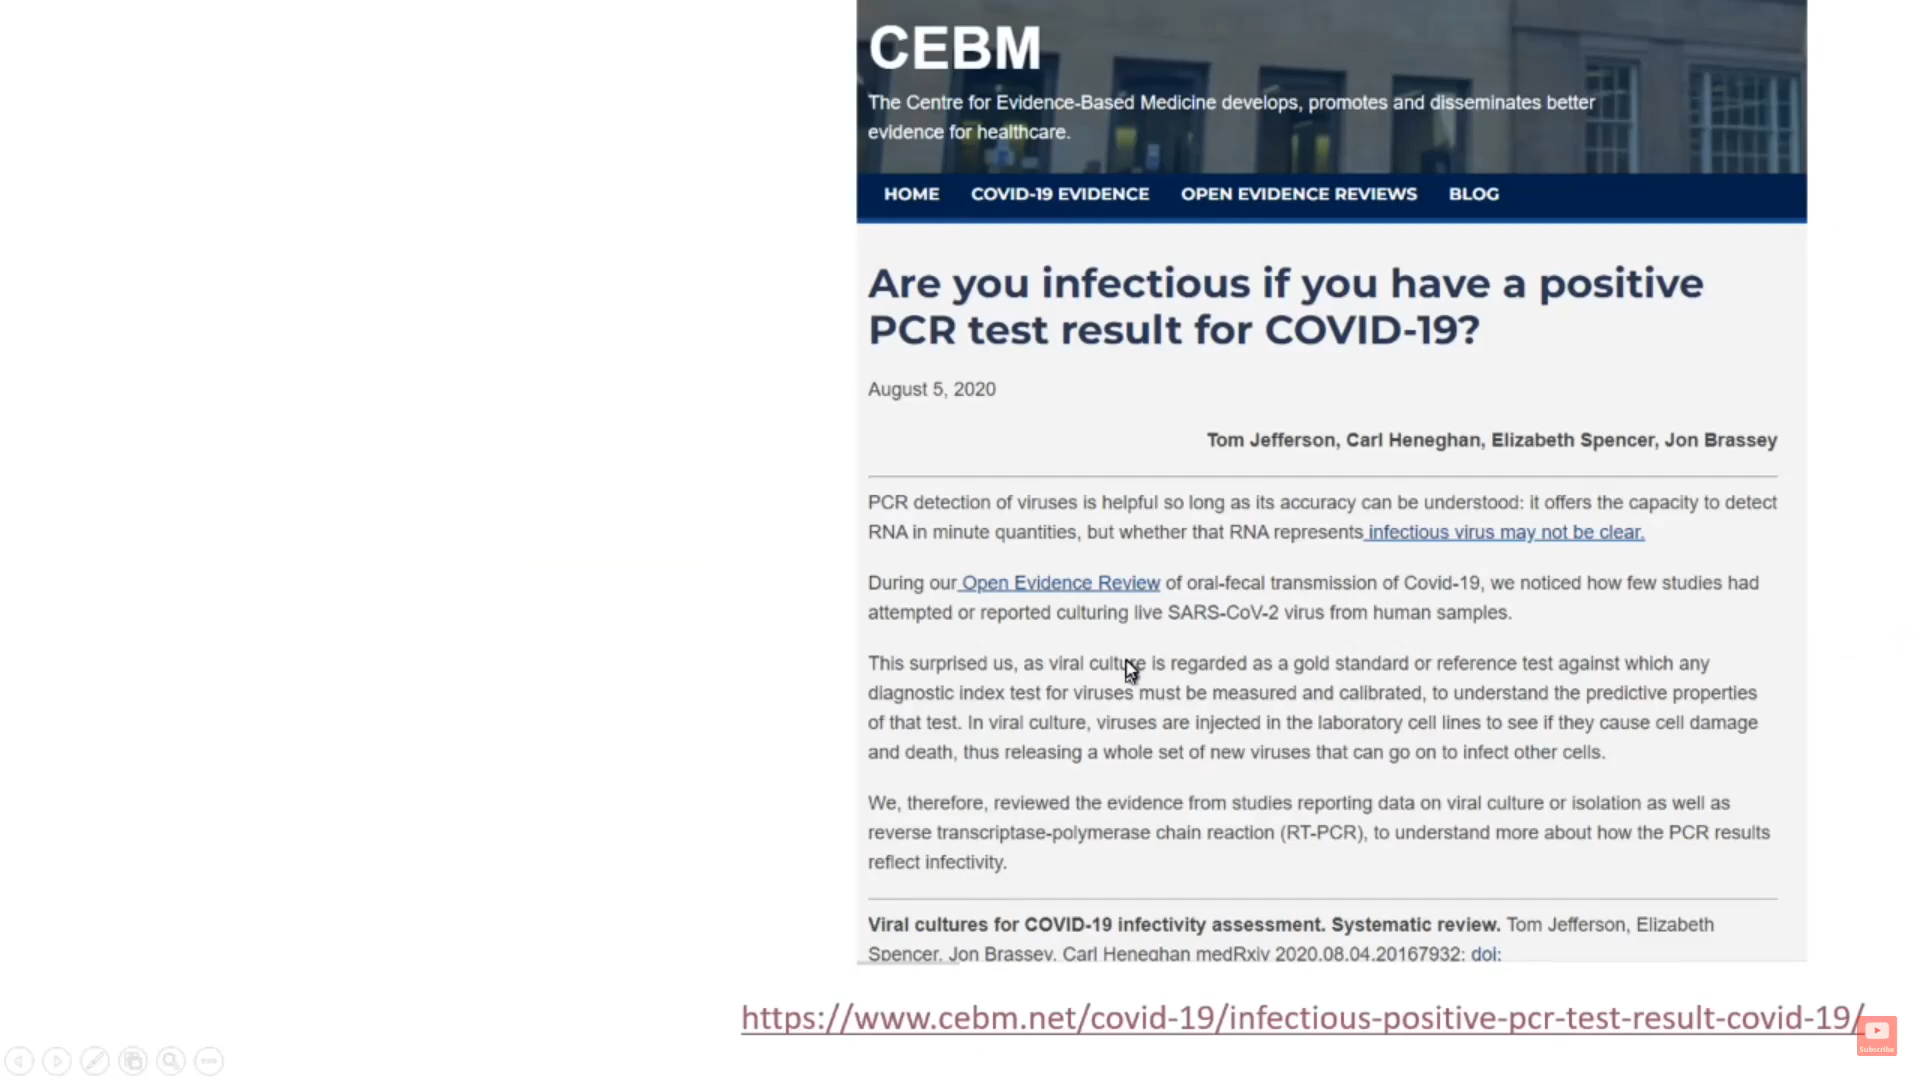 CEBM
The Centre for Evidence-Based Medicine develops, promotes and disseminates better
evidence for healthcare.
HOME COVID-19 EVIDENCE OPEN EVIDENCE REVIEWS BLOG
Are you infectious if you have a positive
PCR test result for COVID-19?
August 5, 2020
Tom Jefferson, Carl Heneghan, Elizabeth Spencer, Jon Brassey
PCR detection of viruses is helpful so long as its accuracy can be understood: it offers the capacity to detect
RNA in minute quantities, but whether that RNA represents infectious virus may not be clear.
During our Open Evidence Review of oral-fecal transmission of Covid-19, we noticed how few studies had
attempted or reported culturing live SARS-CoV-2 virus from human samples.
This surprised us, as viral culture is regarded as a gold standard or reference test against which any
diagnostic index test for viruses must be measured and calibrated, to understand the predictive properties
of that test. In viral culture, viruses are injected in the laboratory cell lines to see if they cause cell damage
and death, thus releasing a whole set of new viruses that can go on to infect other cells.
We, therefore, reviewed the evidence from studies reporting data on viral culture or isolation as well as
reverse transcriptase-polymerase chain reaction (RT-PCR), to understand more about how the PCR results
reflect infectivity.
Viral cultures for COVID-19 infectivity assessment. Systematic review. Tom Jefferson, Elizabeth
Spencer, Jon Brassey, Carl Heneghan medRxiv 2020.08.04.20167932; doi:
https://www.cebm.net/covid-19/infectious-positive-pcr-test-result-covid-19/
Subscribe